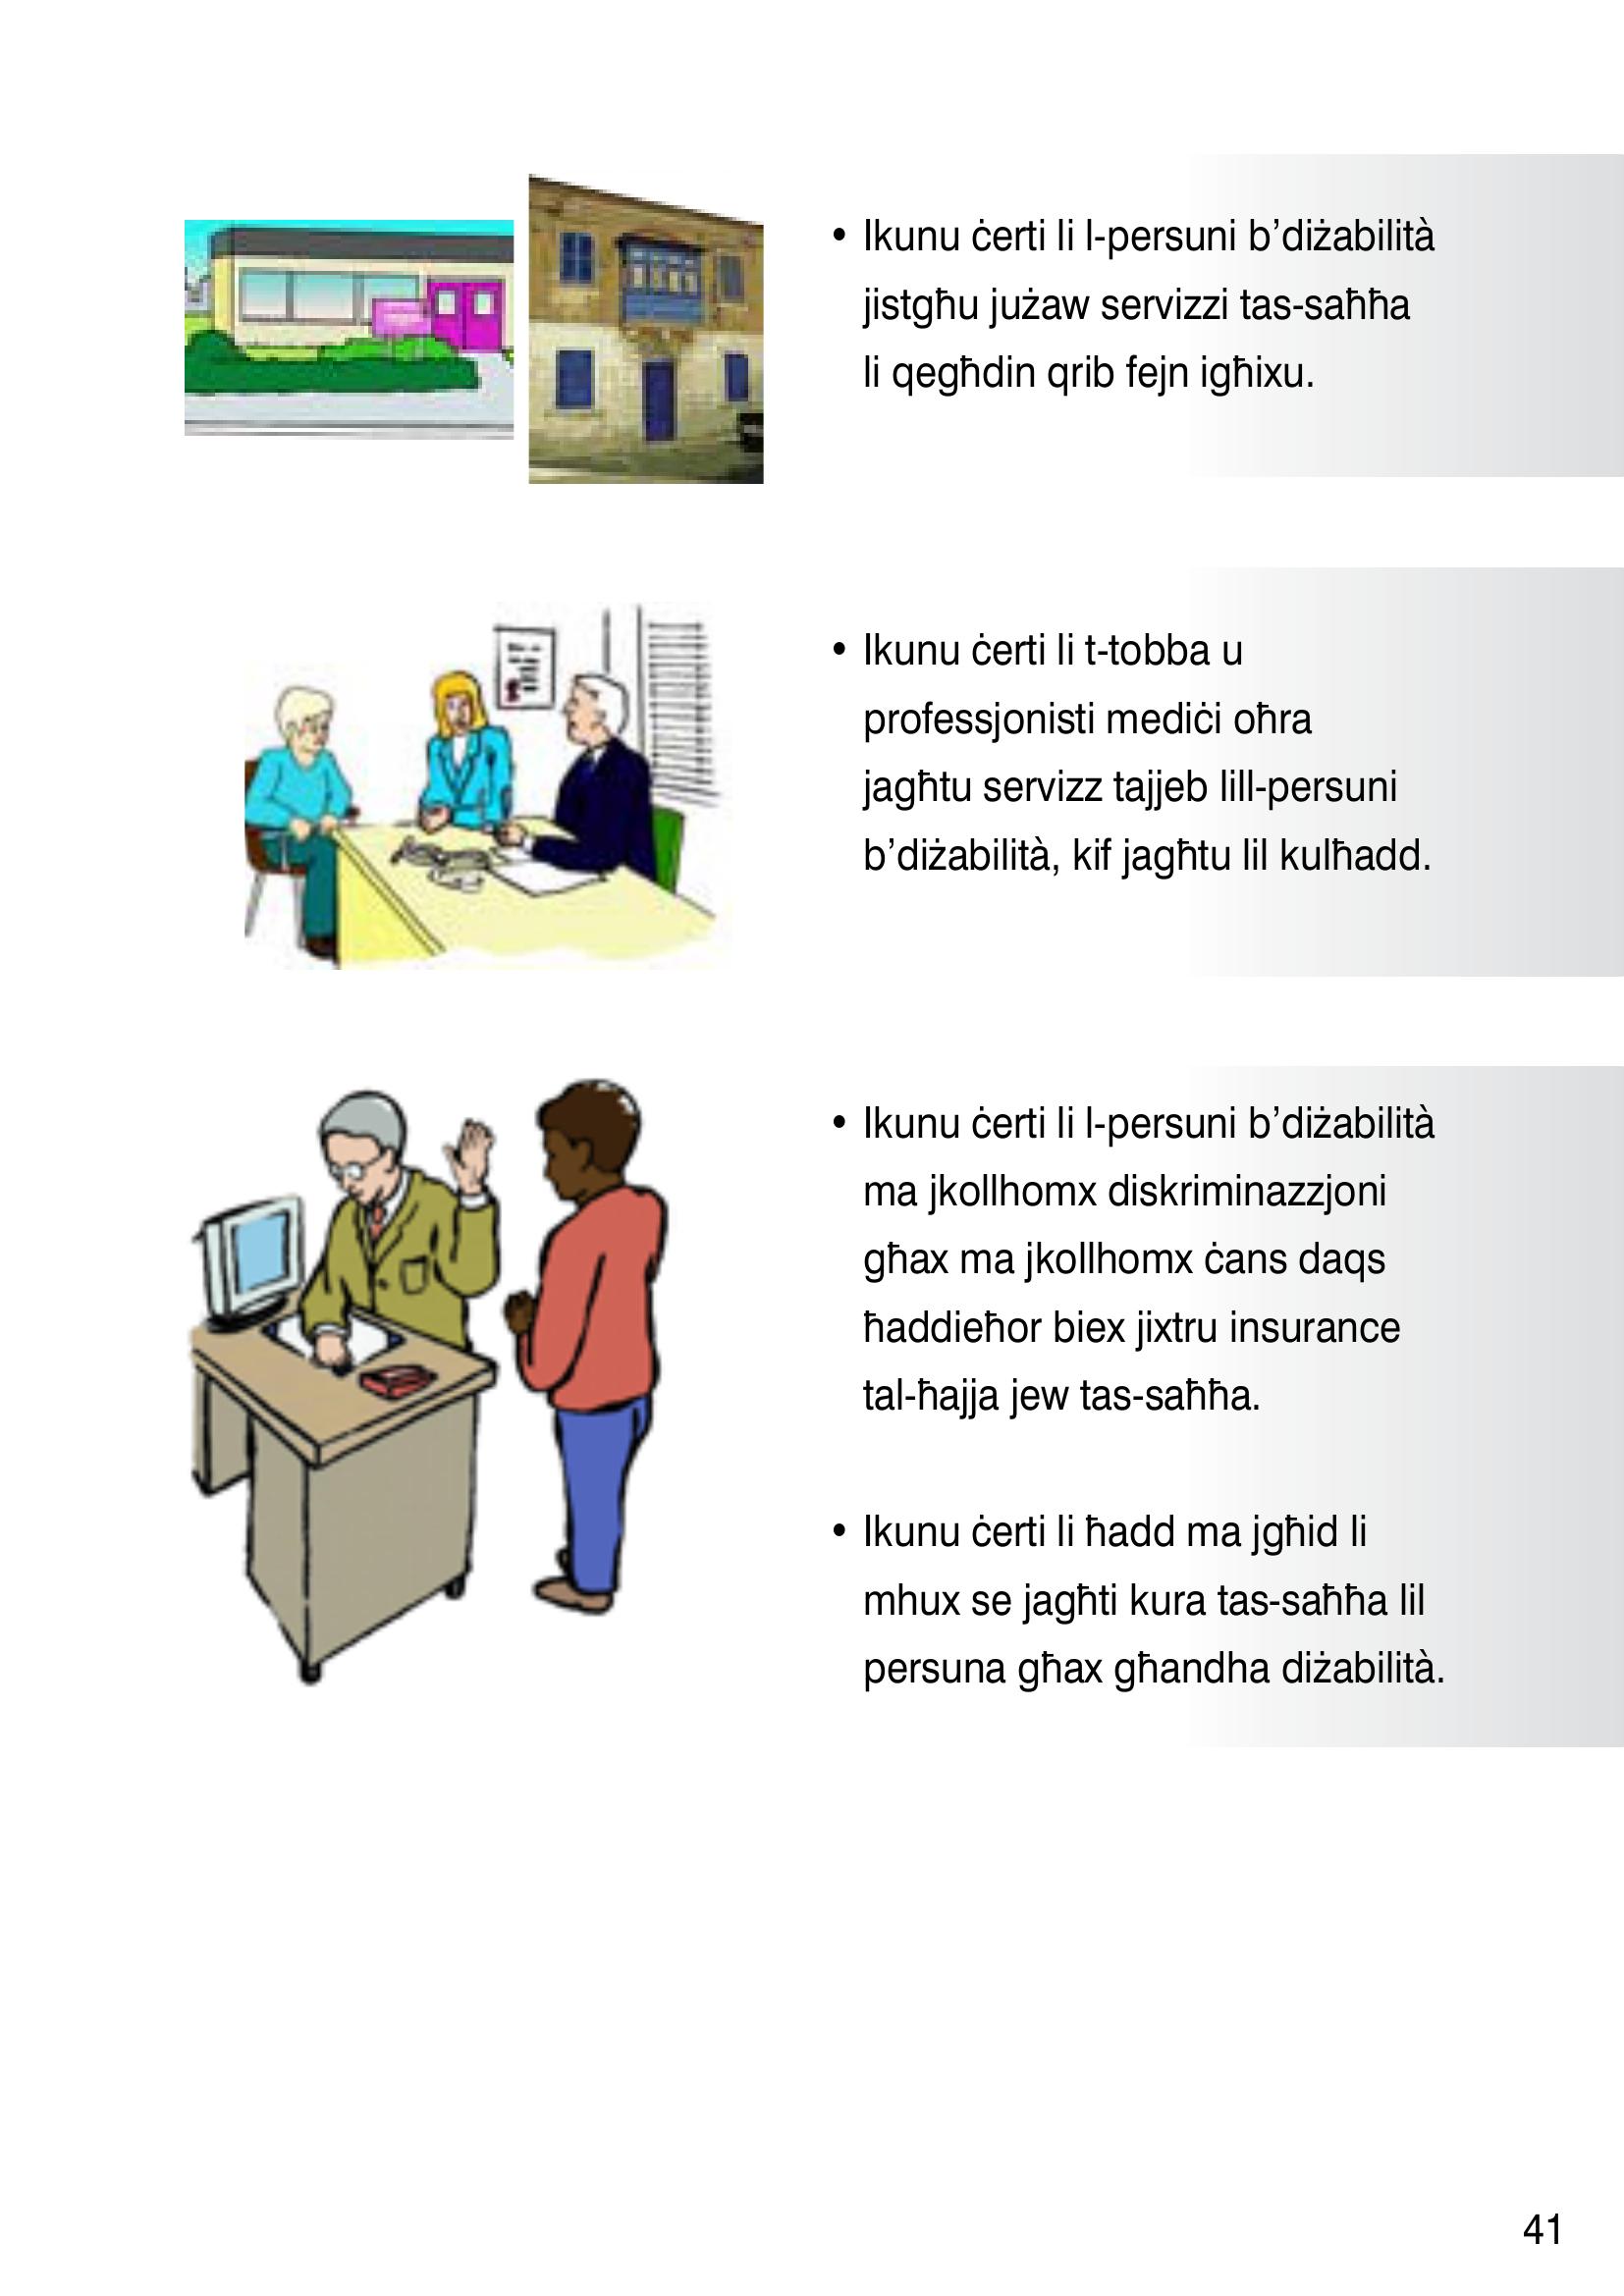 • Ikunu ċerti li l-persuni b’diżabilità
jistgħu jużaw servizzi tas-saħħa
li qegħdin qrib fejn igħixu.
• Ikunu ċerti li t-tobba u
professjonisti mediċi oħra
jagħtu servizz tajjeb lill-persuni
b’diżabilità, kif jagħtu lil kulħadd.
• Ikunu ċerti li l-persuni b’diżabilità
ma jkollhomx diskriminazzjoni
għax ma jkollhomx ċans daqs
ħaddieħor biex jixtru insurance
tal-ħajja jew tas-saħħa.
• Ikunu ċerti li ħadd ma jgħid li
mhux se jagħti kura tas-saħħa lil
persuna għax għandha diżabilità.
41